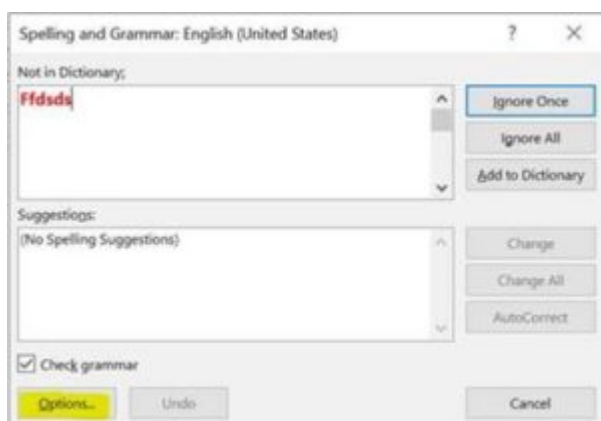 Spelling and Grammar: English (United States) ?
Not in Dictionary:
Ffdsds
Ignore Once
Ignore All
Add to Dictionary
Suggestions:
(No Spelling Suggestions)
Change
Change All
AutoCorrect
Check grammar
Options... Undo Cancel